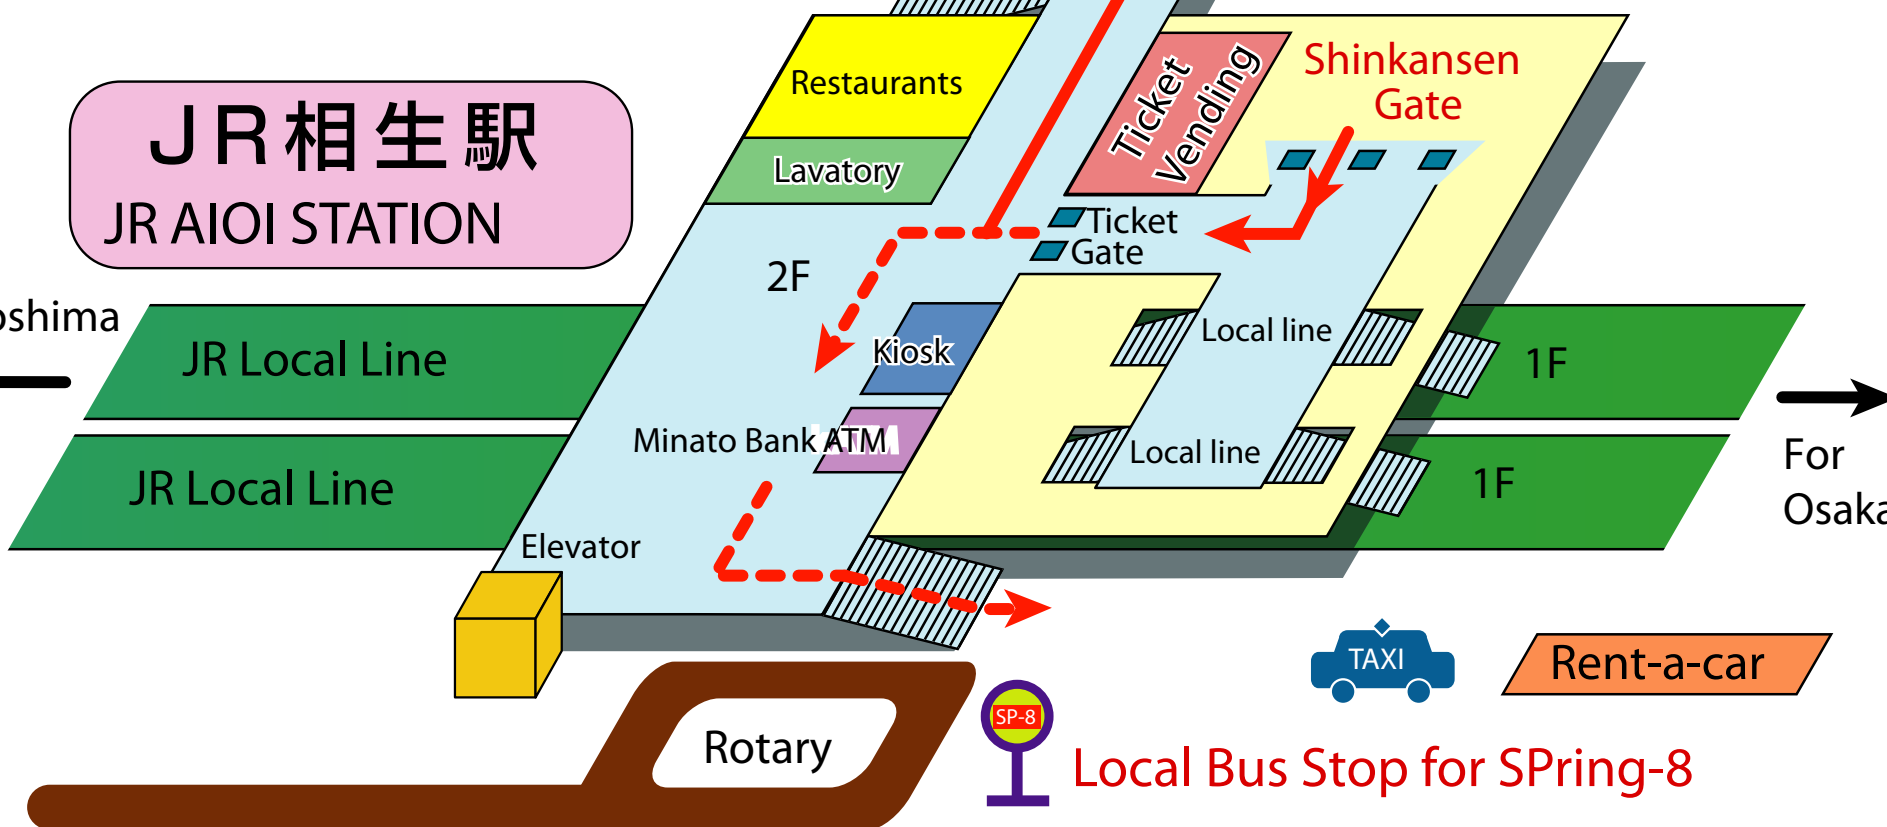 Restaurants
Ticket
Vending
Shinkansen
Gate
JR相生駅
JR AIOI STATION
Lavatory
Ticket
Gate
2F
oshima
JR Local Line
Kiosk
Local line
1F
Minato Bank ATM
Local line
JR Local Line
1F
For
Osaka
Elevator
TAXI
Rent-a-car
SP-8
Rotary
Local Bus Stop for SPring-8